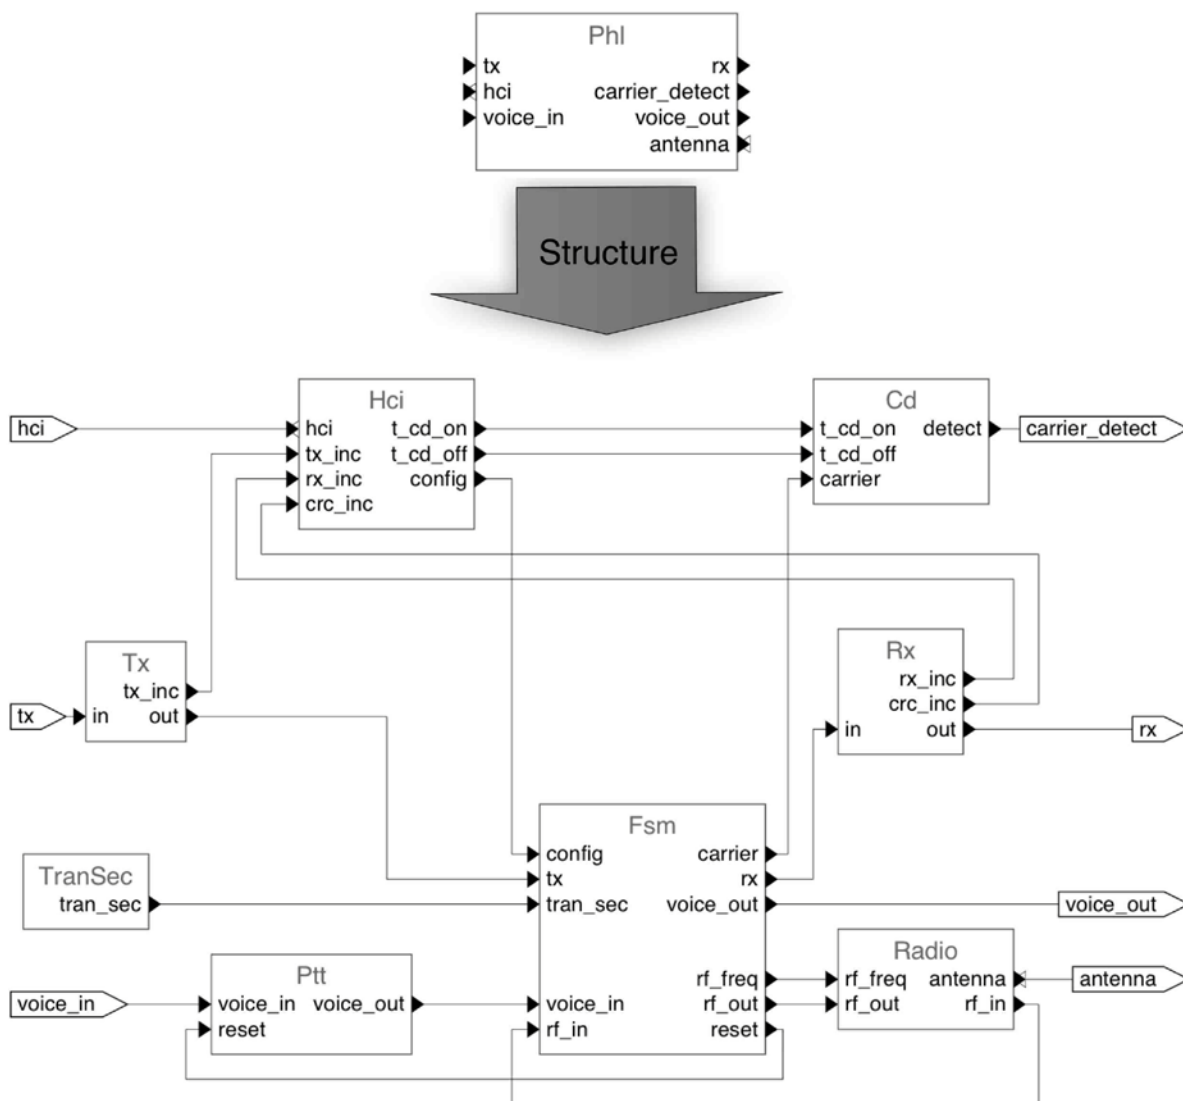 Phl
tx rx
hci carrier_detect
voice_in voice_out
antenna
Structure
Hci Cd
hci hci t_cd_on t_cd_on detect carrier_detect
tx_inc t_cd_off t_cd_off
rx_inc config carrier
crc_inc
Tx Rx
tx_inc rx_inc
crc_inc
tx in out in out rx
Fsm
TranSec config carrier
tx rx
tran_sec tran_sec voice_out voice_out
Ptt Radio
rf_freq rf_freq antenna antenna
voice_in voice_in voice_out voice_in rf_out rf_out rf_in
reset rf_in reset